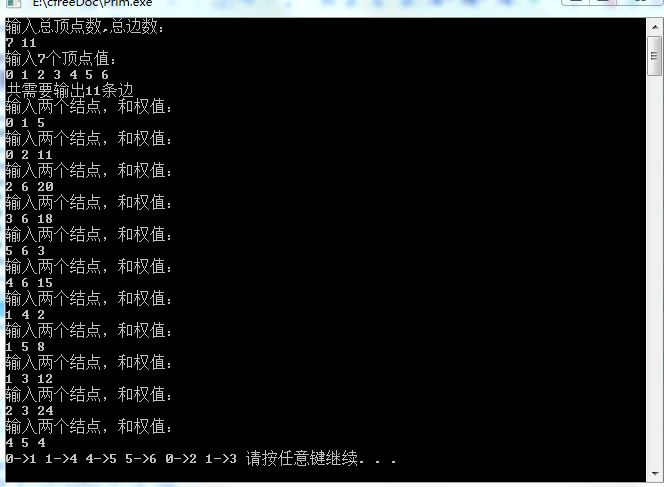 E:\cfreeDoc\Prim.exe
输入总顶点数,总边数:
7 11
输入7个顶点值:
0 1 2 3 4 5 6
共需要输出11条边
输入两个结点，和权值:
0 1 5
输入两个结点，和权值:
0 2 11
输入两个结点，和权值:
2 6 20
输入两个结点，和权值:
3 6 18
输入两个结点，和权值:
5 6 3
输入两个结点，和权值:
4 6 15
输入两个结点，和权值:
1 4 2
输入两个结点，和权值:
1 5 8
输入两个结点，和权值:
1 3 12
输入两个结点，和权值:
2 3 24
输入两个结点，和权值:
4 5 4
0->1 1->4 4->5 5->6 0->2 1->3 请按任意键继续. . .